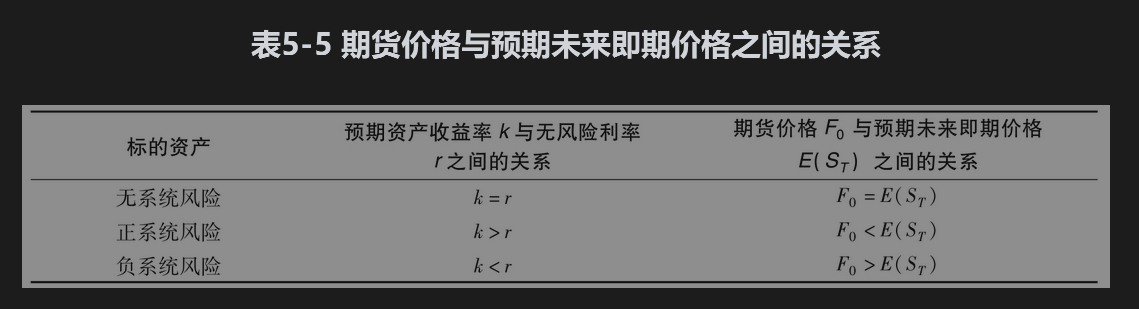 表5-5 期货价格与预期未来即期价格之间的关系
标的资产
预期资产收益率 k 与无风险利率
r 之间的关系
期货价格 F₀ 与预期未来即期价格
E(S_T) 之间的关系
无系统风险 k = r F₀ = E(S_T)
正系统风险 k > r F₀ < E(S_T)
负系统风险 k < r F₀ > E(S_T)